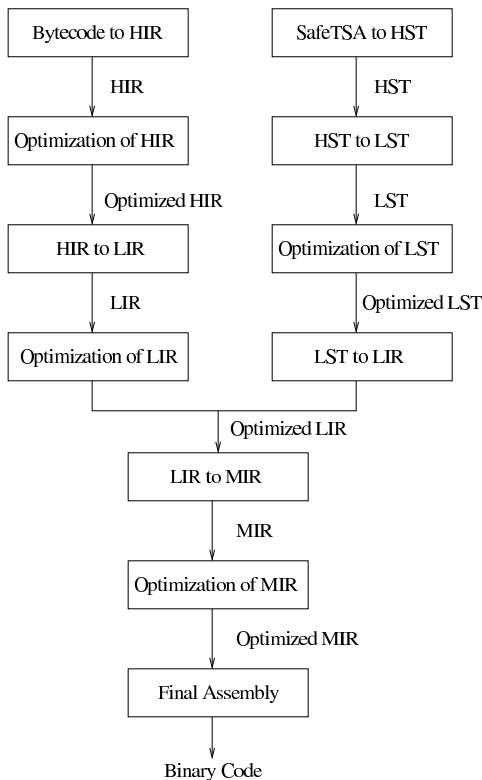 Bytecode to HIR
SafeTSA to HST
HIR
HST
Optimization of HIR
HST to LST
Optimized HIR
LST
HIR to LIR
Optimization of LST
LIR
Optimized LST
Optimization of LIR
LST to LIR
Optimized LIR
LIR to MIR
MIR
Optimization of MIR
Optimized MIR
Final Assembly
Binary Code